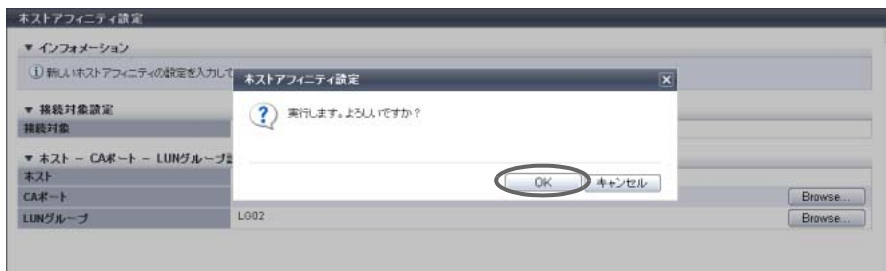 ホストアフィニティ設定
▼ インフォメーション
新しいホストアフィニティの設定を入力して
ホストアフィニティ設定
実行します。よろしいですか？
▼ 接続対象設定
接続対象
▼ ホスト － CAポート － LUNグループ
ホスト
OK キャンセル
CAポート Browse...
LUNグループ LG02 Browse...